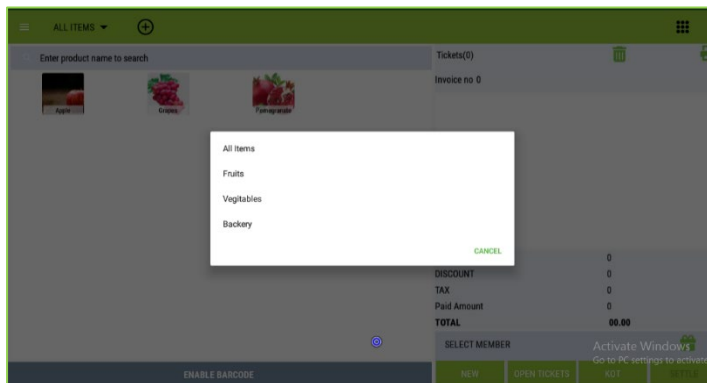 ALL ITEMS
Enter product name to search
Tickets(0)
Invoice no 0
Apple
Grapes
Pomegranate
All Items
Fruits
Vegitables
Backery
CANCEL
0
DISCOUNT 0
TAX 0
Paid Amount 0
TOTAL 00.00
SELECT MEMBER
Activate Windows
Go to PC settings to activate
ENABLE BARCODE
NEW
OPEN TICKETS
KOT
SETTLE